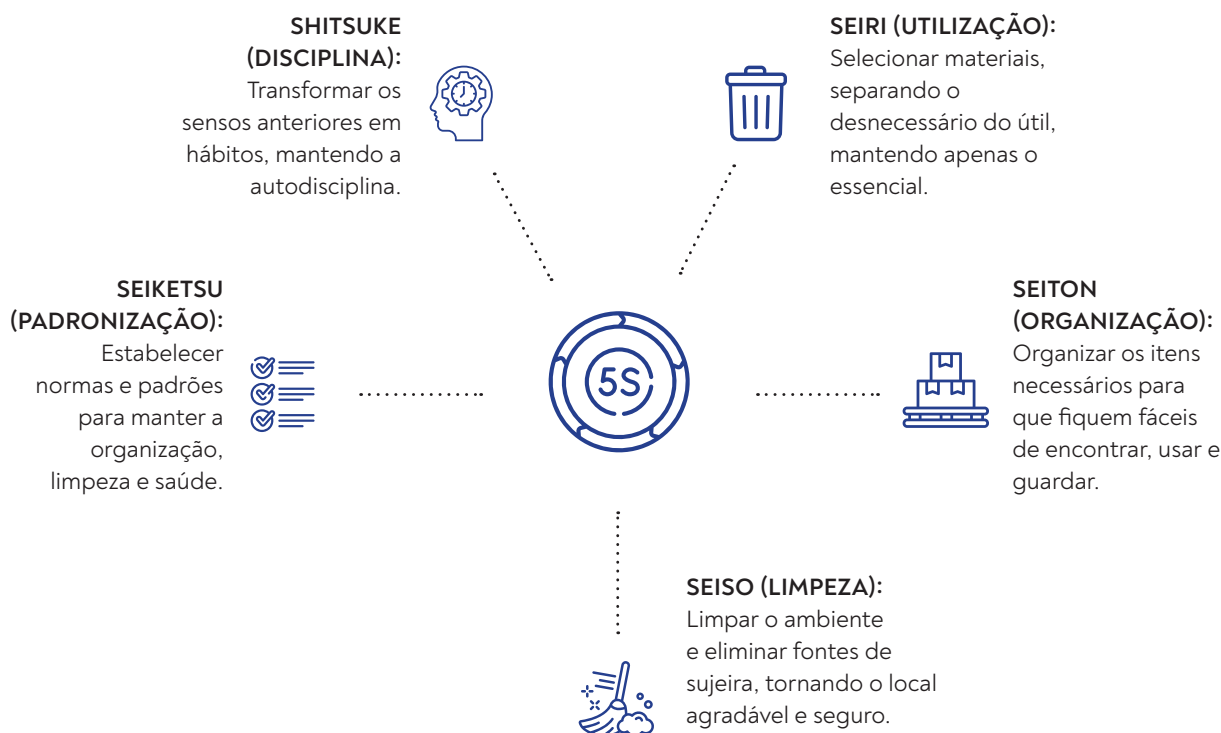 SHITSUKE
(DISCIPLINA):
Transformar os
sensos anteriores em
hábitos, mantendo a
autodisciplina.
SEIRI (UTILIZAÇÃO):
Selecionar materiais,
separando o
desnecessário do útil,
mantendo apenas o
essencial.
SEIKETSU
(PADRONIZAÇÃO):
Estabelecer
normas e padrões
para manter a
organização,
limpeza e saúde.
5S
SEITON
(ORGANIZAÇÃO):
Organizar os itens
necessários para
que fiquem fáceis
de encontrar, usar e
guardar.
SEISO (LIMPEZA):
Limpar o ambiente
e eliminar fontes de
sujeira, tornando o local
agradável e seguro.